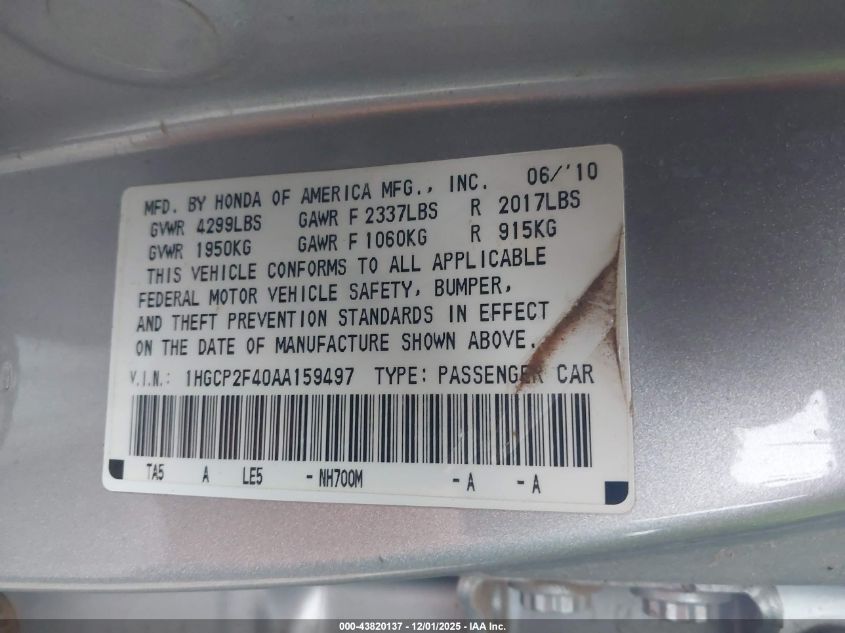 MFD. BY HONDA OF AMERICA MFG., INC. 06/'10
GVWR 4299LBS GAWR F 2337LBS R 2017LBS
GVWR 1950KG GAWR F 1060KG R 915KG
THIS VEHICLE CONFORMS TO ALL APPLICABLE
FEDERAL MOTOR VEHICLE SAFETY, BUMPER,
AND THEFT PREVENTION STANDARDS IN EFFECT
ON THE DATE OF MANUFACTURE SHOWN ABOVE.
V.I.N.: 1HGCP2F40AA159497 TYPE: PASSENGER CAR
TA5 A LE5 -NH700M -A -A
000-43820137 - 12/01/2025 - IAA Inc.